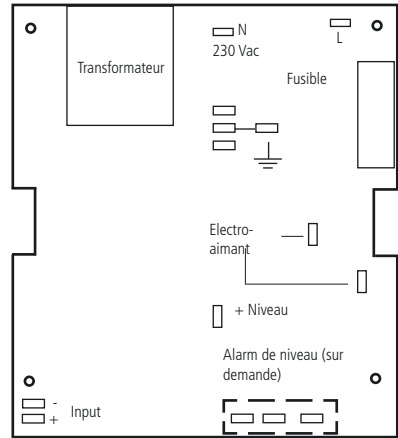 N
230 Vac
L
Transformateur
Fusible
Electro-
aimant
+ Niveau
Alarm de niveau (sur
demande)
-
+
Input